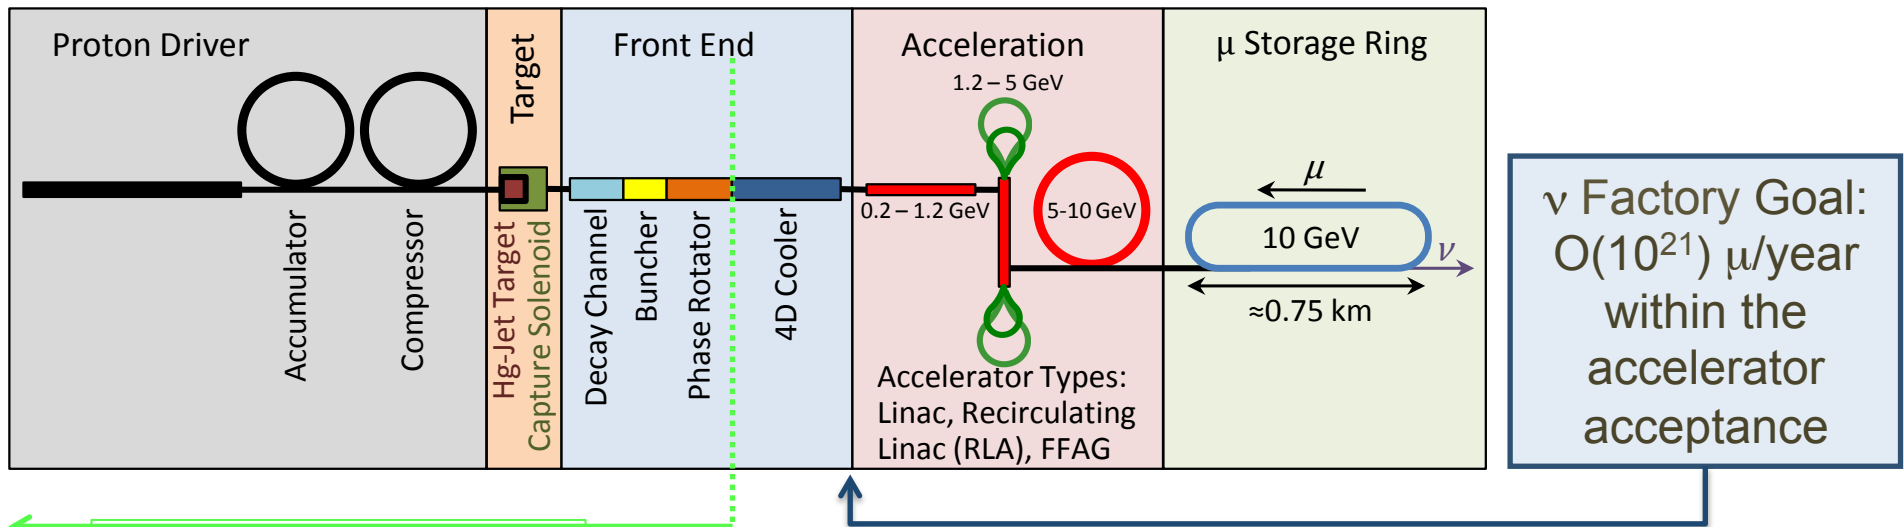 Proton Driver
Accumulator
Compressor
Target
Hg-Jet Target
Capture Solenoid
Front End
Decay Channel
Buncher
Phase Rotator
4D Cooler
Acceleration
1.2 – 5 GeV
0.2 – 1.2 GeV
5-10 GeV
Accelerator Types:
Linac, Recirculating
Linac (RLA), FFAG
μ Storage Ring
μ
10 GeV
ν
≈0.75 km
ν Factory Goal:
O(10²¹) μ/year
within the
accelerator
acceptance